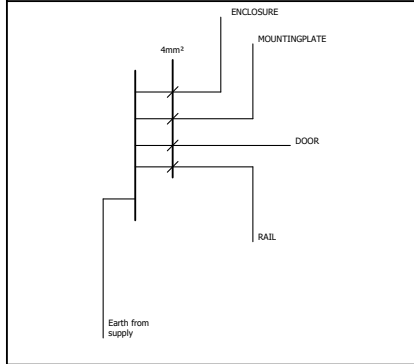 ENCLOSURE
MOUNTINGPLATE
4mm²
DOOR
RAIL
Earth from
supply